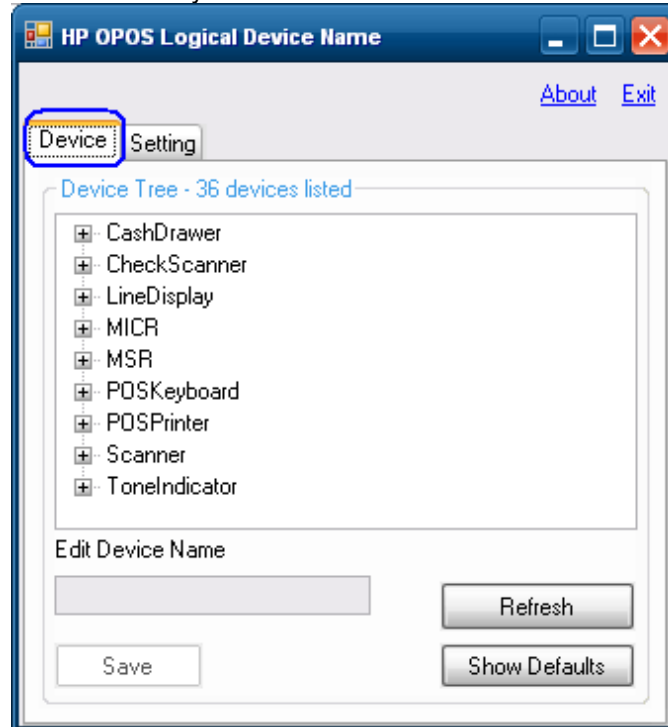 HP OPOS Logical Device Name
About Exit
Device Setting
Device Tree - 36 devices listed
CashDrawer
CheckScanner
LineDisplay
MICR
MSR
POSKeyboard
POSPrinter
Scanner
ToneIndicator
Edit Device Name
Refresh
Save Show Defaults